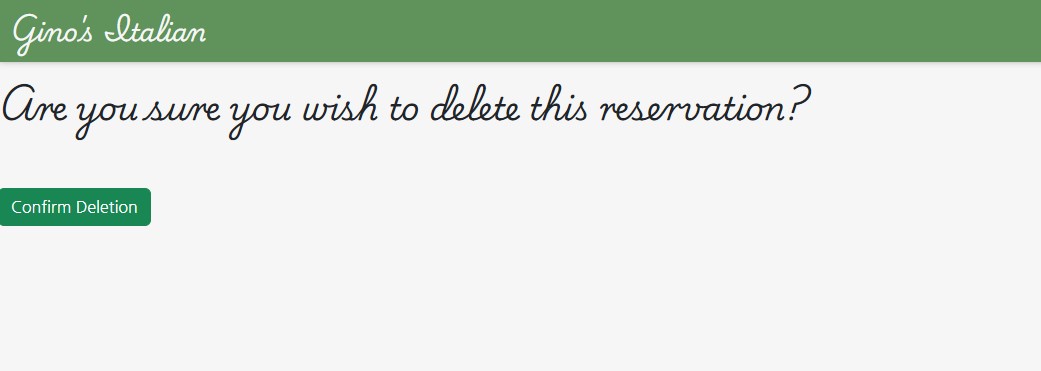 Gino's Italian
Are you sure you wish to delete this reservation?
Confirm Deletion